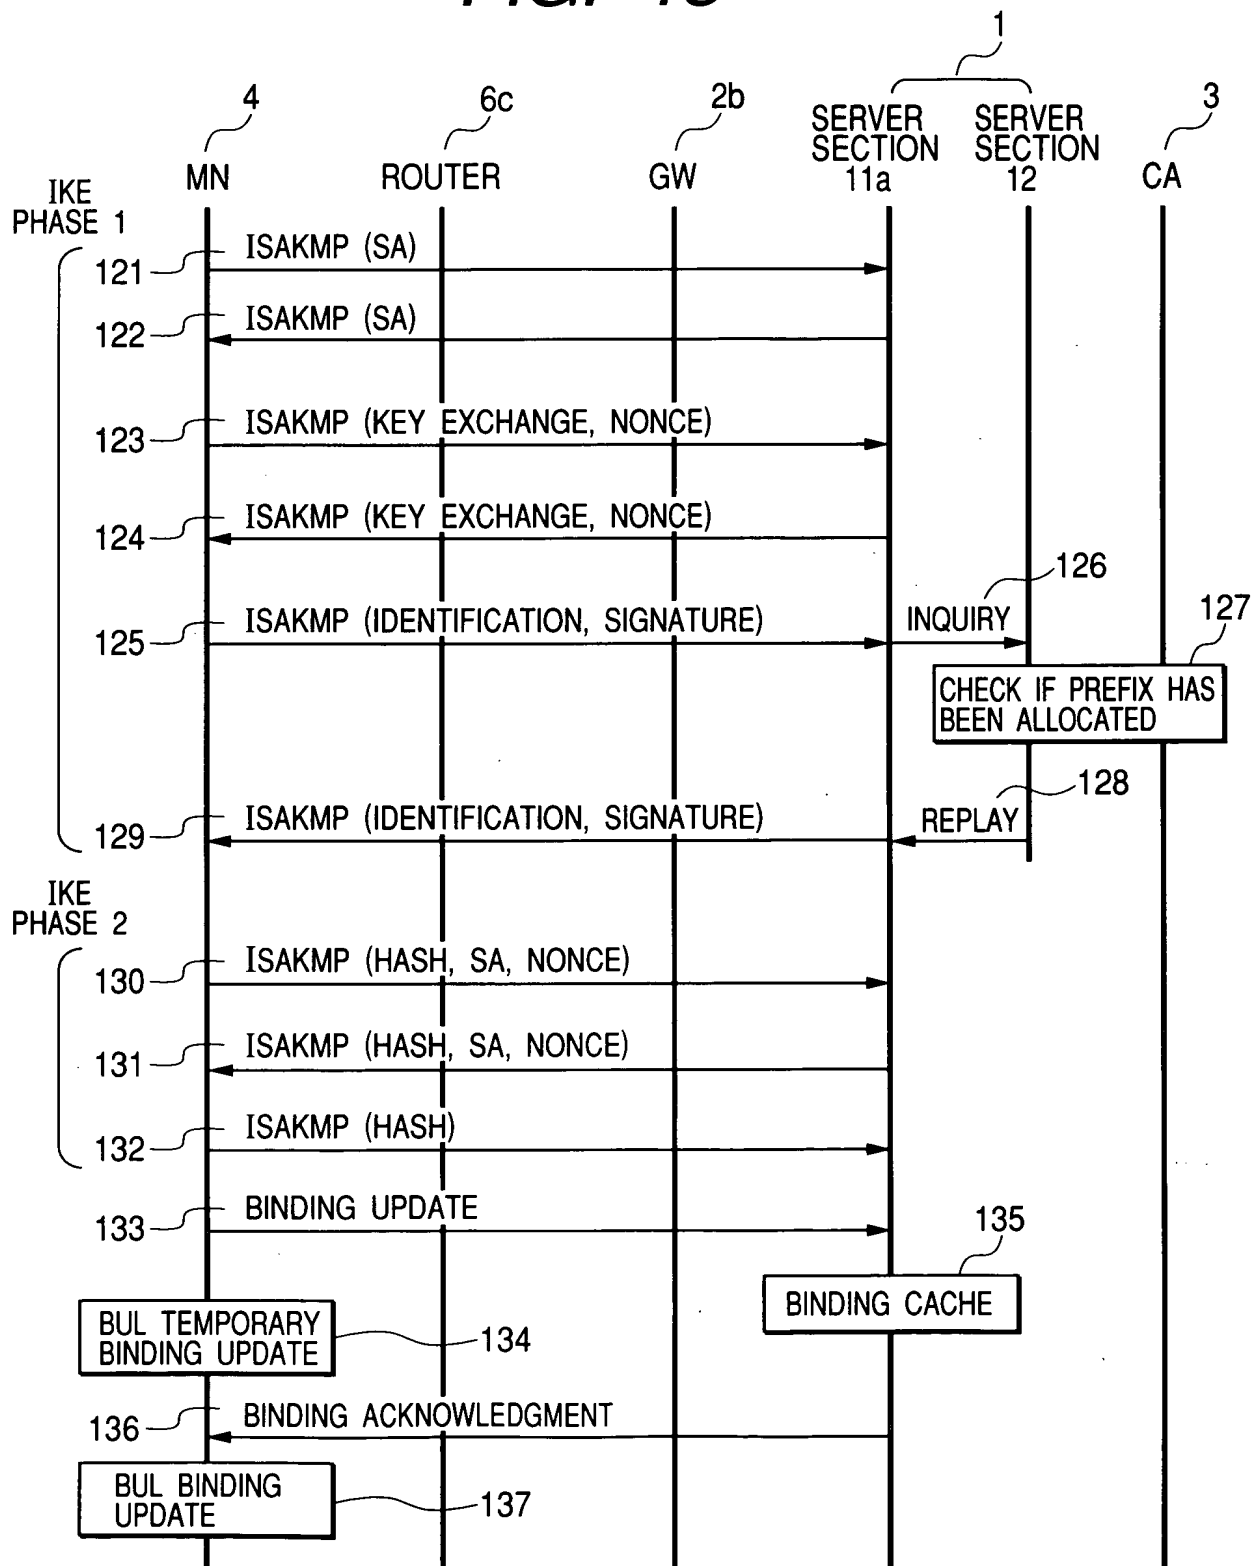 1
4
6c
2b
3
SERVER SECTION 11a
SERVER SECTION 12
MN
ROUTER
GW
CA
IKE
PHASE 1
121
ISAKMP (SA)
122
ISAKMP (SA)
123
ISAKMP (KEY EXCHANGE, NONCE)
124
ISAKMP (KEY EXCHANGE, NONCE)
126
125
ISAKMP (IDENTIFICATION, SIGNATURE)
INQUIRY
127
CHECK IF PREFIX HAS
BEEN ALLOCATED
128
129
ISAKMP (IDENTIFICATION, SIGNATURE)
REPLAY
IKE
PHASE 2
130
ISAKMP (HASH, SA, NONCE)
131
ISAKMP (HASH, SA, NONCE)
132
ISAKMP (HASH)
133
BINDING UPDATE
135
BINDING CACHE
BUL TEMPORARY
BINDING UPDATE
134
136
BINDING ACKNOWLEDGMENT
BUL BINDING
UPDATE
137